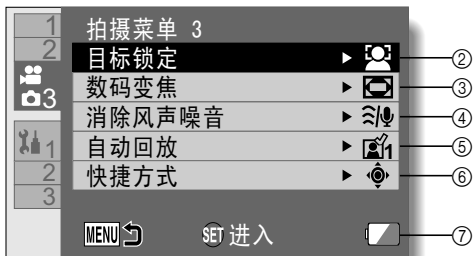 1
2
3
1
2
3
拍摄菜单 3
目标锁定
②
数码变焦
③
消除风声噪音
④
自动回放
1
⑤
快捷方式
⑥
MENU
SET 进入
⑦